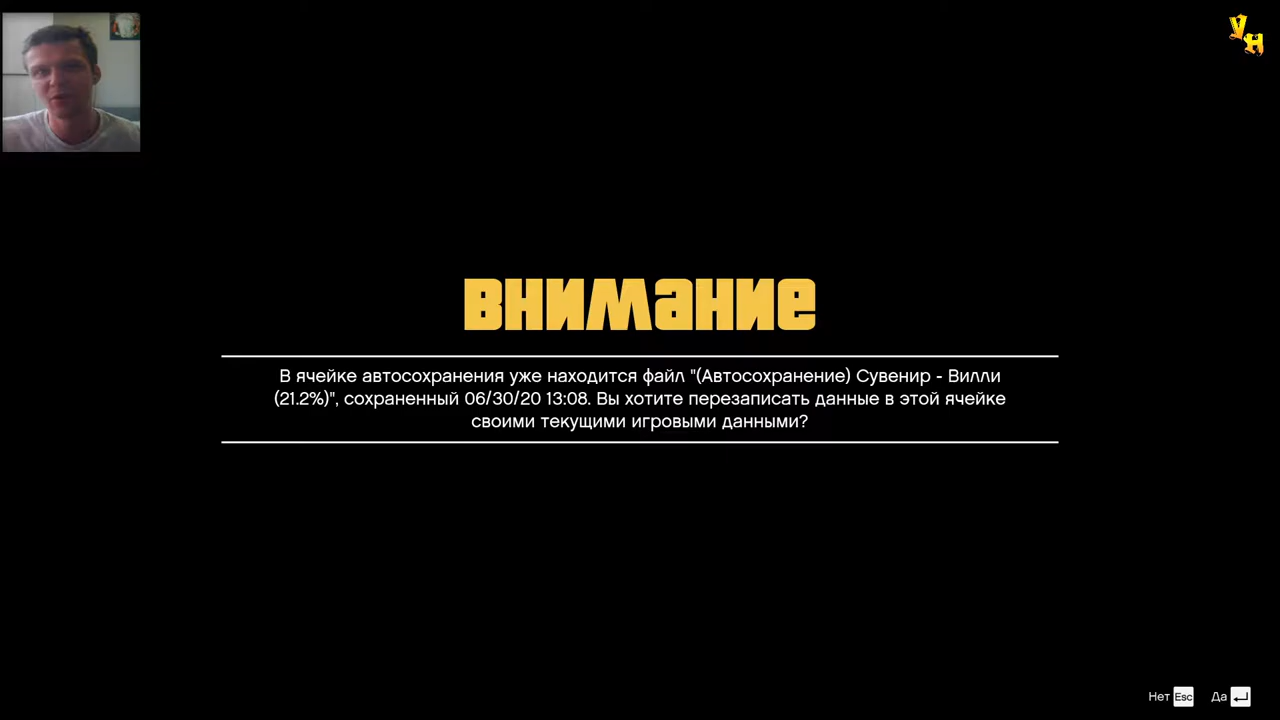 УН
внимание
В ячейке автосохранения уже находится файл "(Автосохранение) Сувенир - Вилли
(21.2%)", сохраненный 06/30/20 13:08. Вы хотите перезаписать данные в этой ячейке
своими текущими игровыми данными?
Нет Esc Да